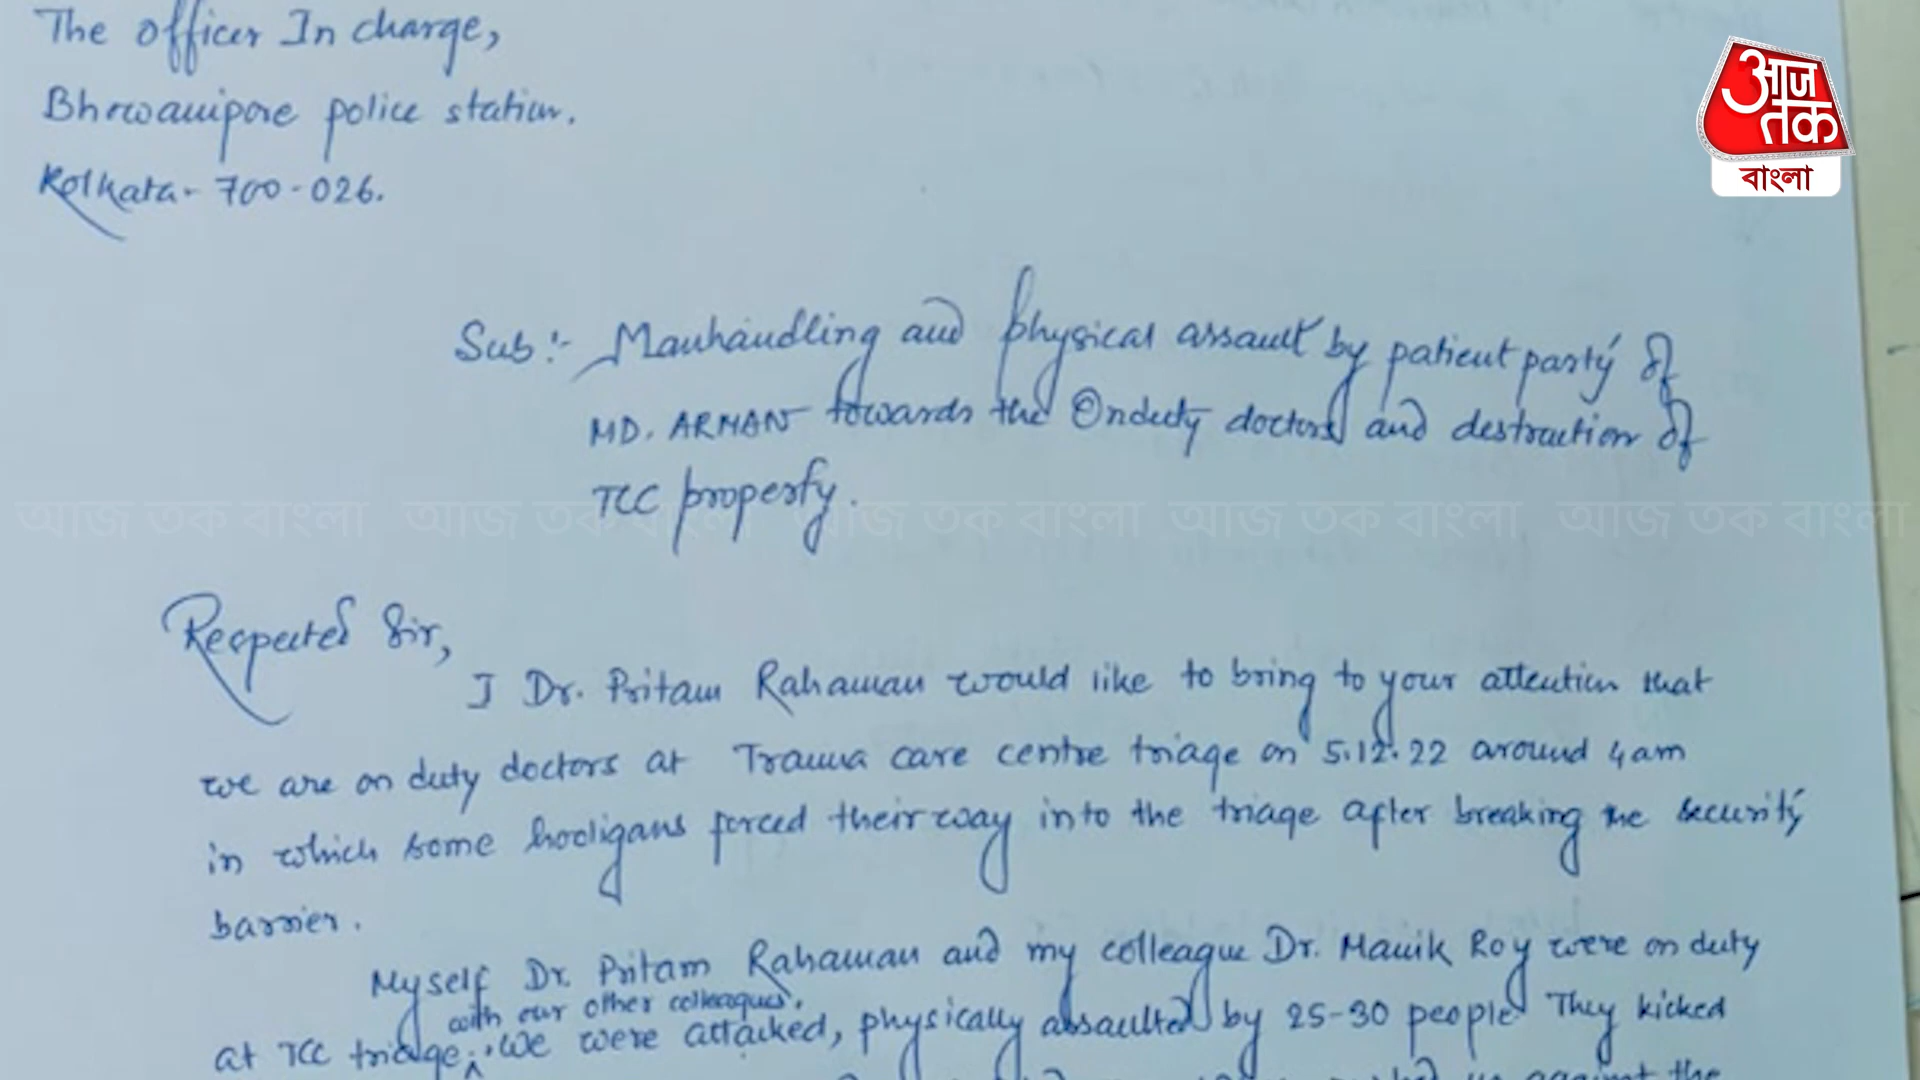 The officer In charge,
Bhowanipore police station.
Kolkata- 700-026.
आज
तक
বাংলা
Sub:- Manhandling and physical assault by patient party of
MD. ARMAN towards the Onduty doctors and destruction of
TCC property.
আজ তক বাংলা আজ তক বাংলা আজ তক বাংলা আজ তক বাংলা আজ তক বাংলা
Respected Sir,
I Dr. Pritam Rahaman would like to bring to your attention that
we are on duty doctors at Trauma care centre triage on 5.12.22 around 4am
in which some hooligans forced their way into the triage after breaking the security
barrier.
Myself Dr. Pritam Rahaman and my colleague Dr. Manik Roy were on duty
with our other colleagues.
at TCC triage. We were attacked, physically assaulted by 25-30 people They kicked
against the